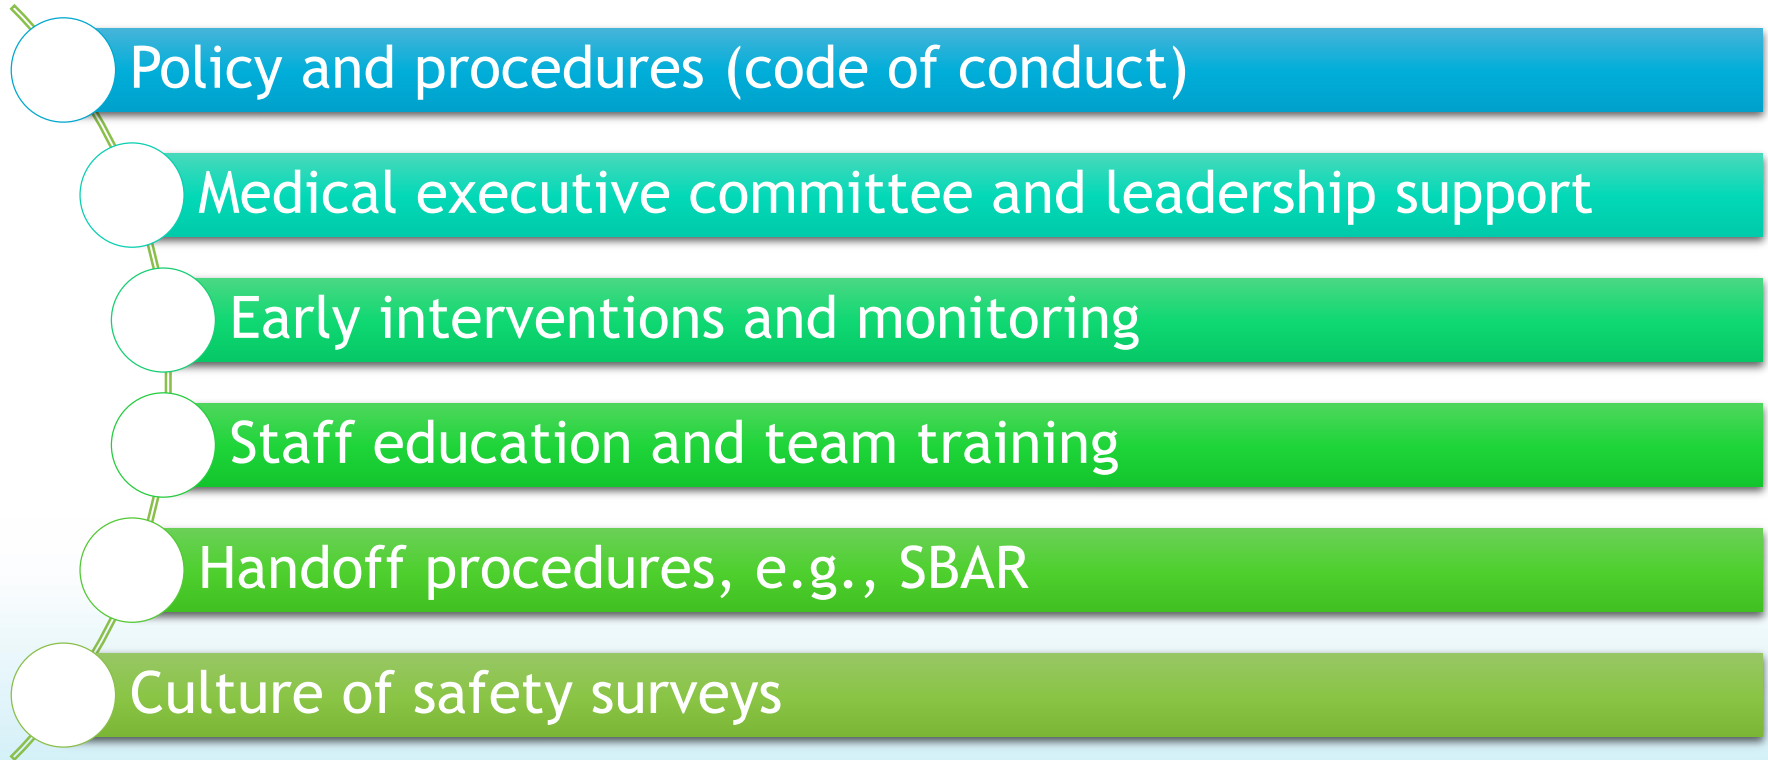 Policy and procedures (code of conduct)
Medical executive committee and leadership support
Early interventions and monitoring
Staff education and team training
Handoff procedures, e.g., SBAR
Culture of safety surveys